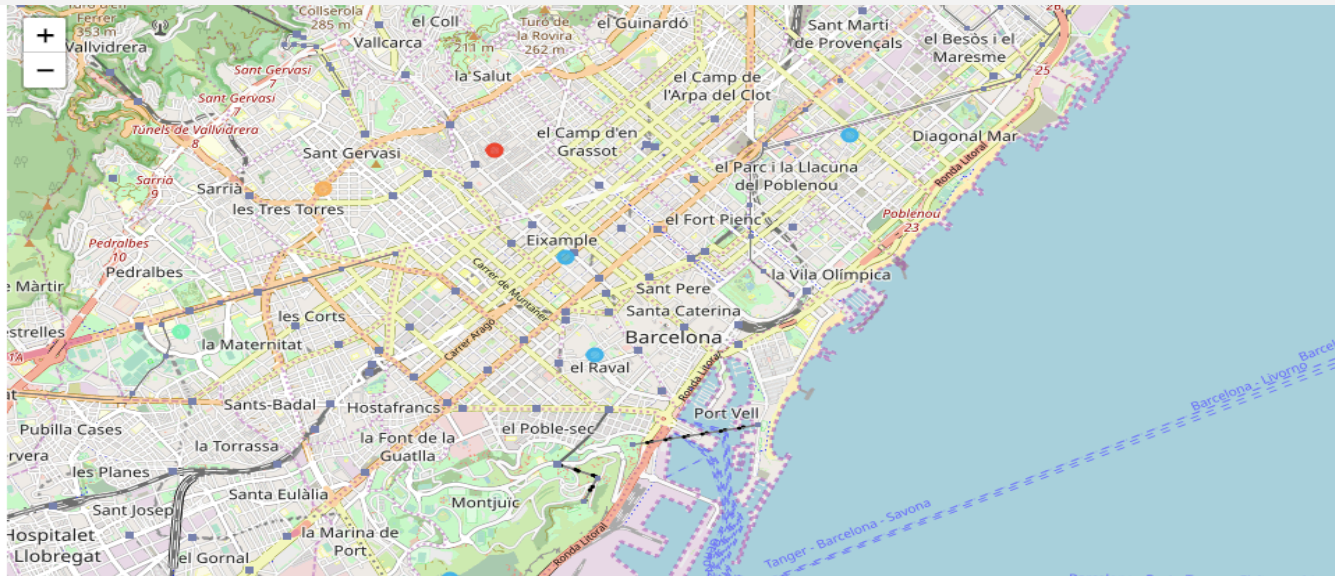 +
−
Ferrer
353 m
Vallvidrera
Collserola
285 m
el Coll
Vallcarca
211 m
Turó de
la Rovira
262 m
la Salut
el Guinardó
Sant Martí
de Provençals
el Besòs i el
Maresme
26
25
el Camp de
l'Arpa del Clot
Sant Gervasi
7
Sant Gervasi
7
Túnels de Vallvidrera
8
Sant Gervasi
el Camp d'en
Grassot
Diagonal Mar
Ronda Litoral
el Parc i la Llacuna
del Poblenou
Sarrià
9
Sarrià
les Tres Torres
el Fort Pienc
Poblenou
23
Pedralbes
10
Pedralbes
Eixample
la Vila Olímpica
e Màrtir
Carrer de Muntaner
Sant Pere
Santa Caterina
estrelles
les Corts
la Maternitat
Carrer Aragó
Barcelona
1A
el Raval
Ronda Litoral
Barcel
Barcelona - Livorno
at
Sants-Badal
Hostafrancs
Port Vell
Pubilla Cases
la Torrassa
la Font de la
Guatlla
el Poble-sec
rvera
les Planes
Santa Eulàlia
Montjuïc
Sant Josep
Hospitalet
Llobregat
el Gornal
la Marina de
Port
Ronda Litoral
Tanger - Barcelona - Savona